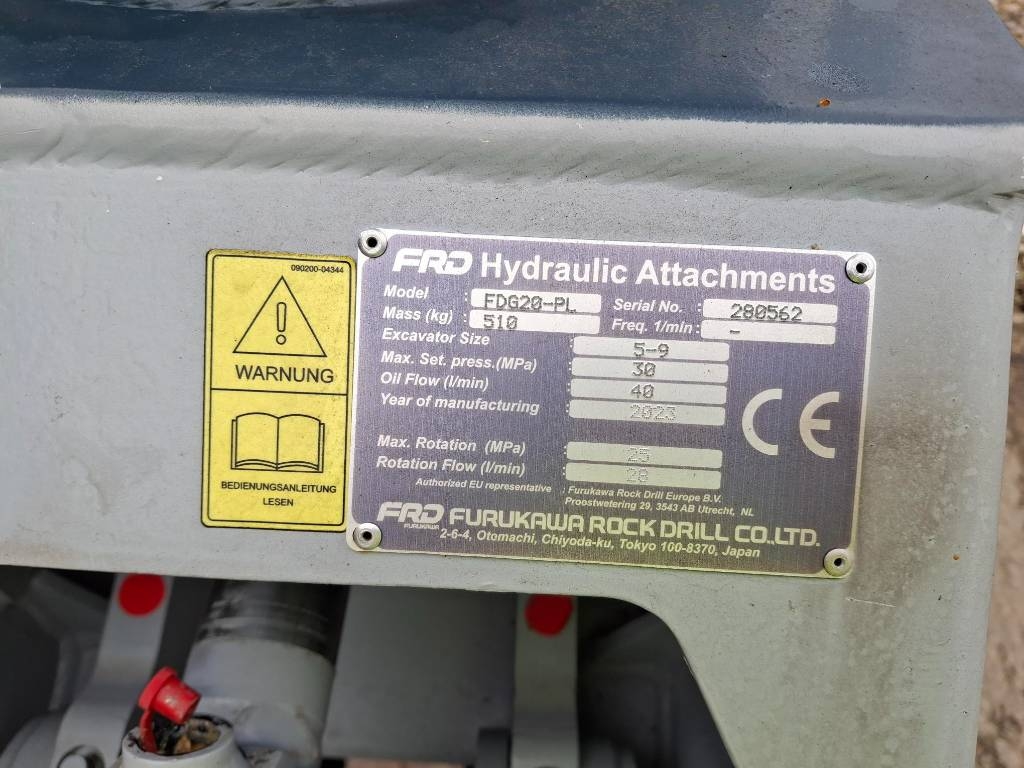 090200-04344
WARNUNG
BEDIENUNGSANLEITUNG
LESEN
FRD Hydraulic Attachments
Model : FDG20-PL Serial No. : 280562
Mass (kg) : 510 Freq. 1/min : -
Excavator Size : 5-9
Max. Set. press.(MPa) : 30
Oil Flow (l/min) : 40
Year of manufacturing : 2023
CE
Max. Rotation (MPa) : 25
Rotation Flow (l/min) : 28
Authorized EU representative : Furukawa Rock Drill Europe B.V.
Proostwetering 29, 3543 AB Utrecht, NL
FRD FURUKAWA FURUKAWA ROCK DRILL CO.LTD.
2-6-4, Otemachi, Chiyoda-ku, Tokyo 100-8370, Japan